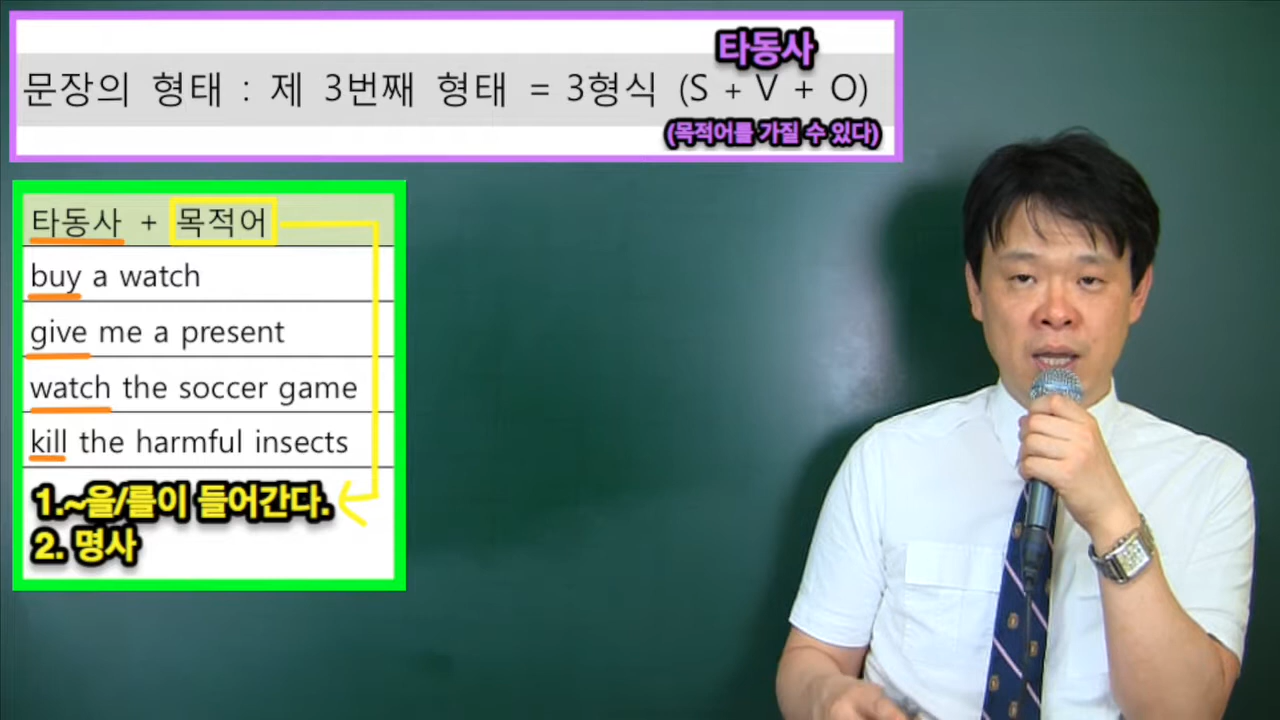 타동사
문장의 형태 : 제 3번째 형태 = 3형식 (S + V + O)
(목적어를 가질 수 있다)
타동사 + 목적어
buy a watch
give me a present
watch the soccer game
kill the harmful insects
1.~을/를이 들어간다.
2. 명사